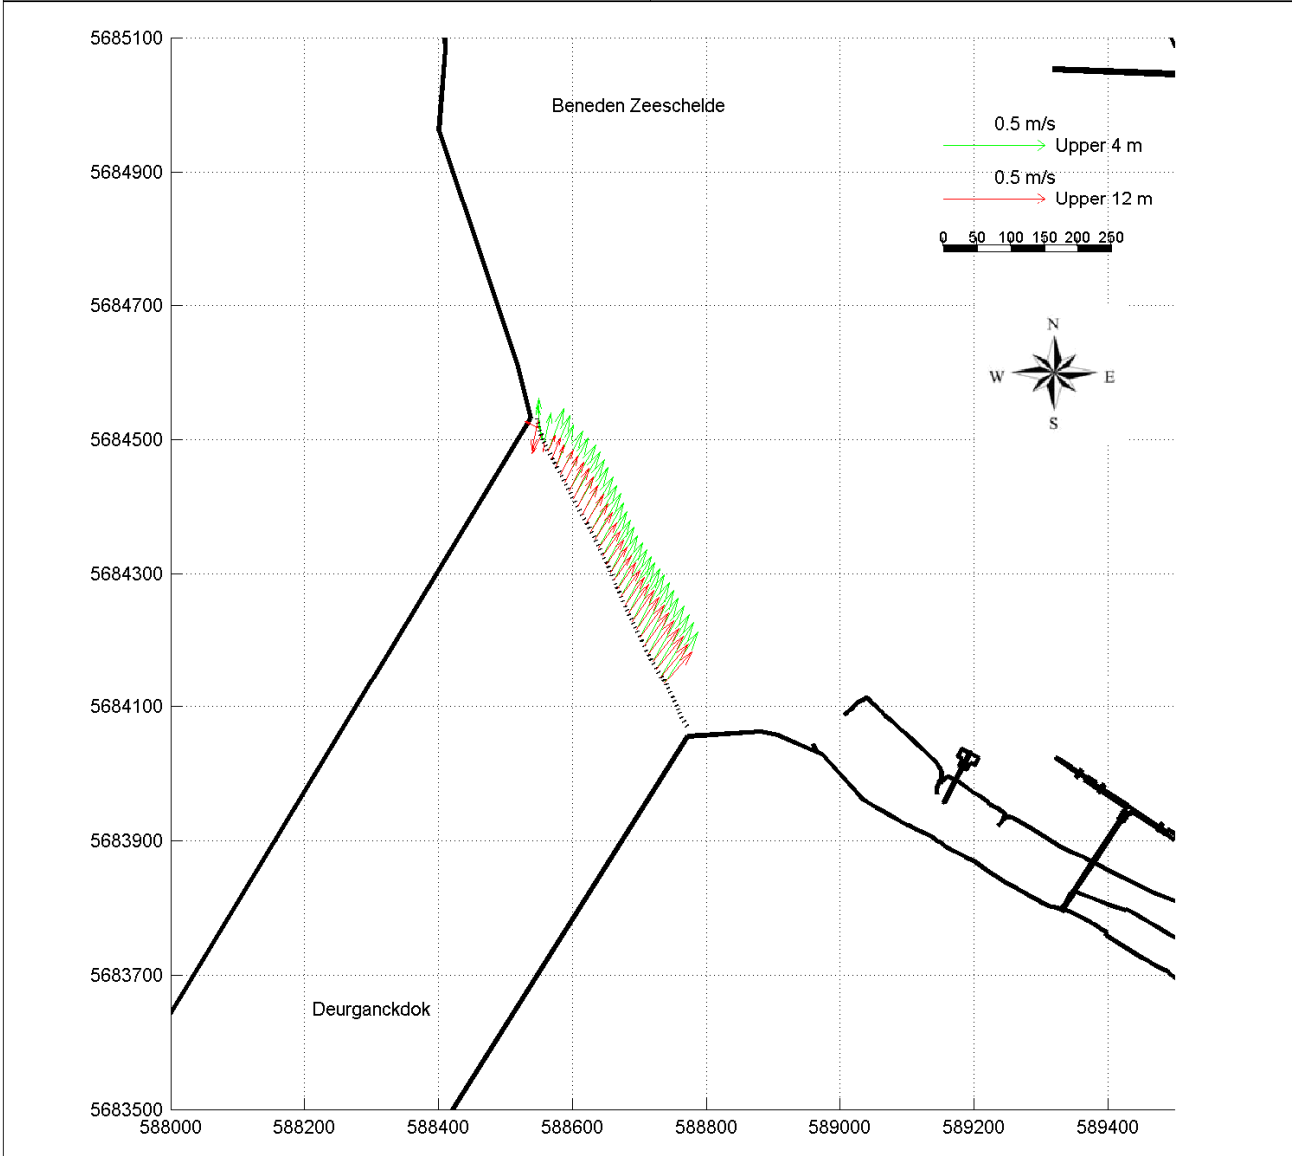 5685100
Beneden Zeeschelde
0.5 m/s
Upper 4 m
5684900
0.5 m/s
Upper 12 m
0 50 100 150 200 250
5684700
N
W E
S
5684500
5684300
5684100
5683900
5683700
Deurganckdok
5683500
588000 588200 588400 588600 588800 589000 589200 589400